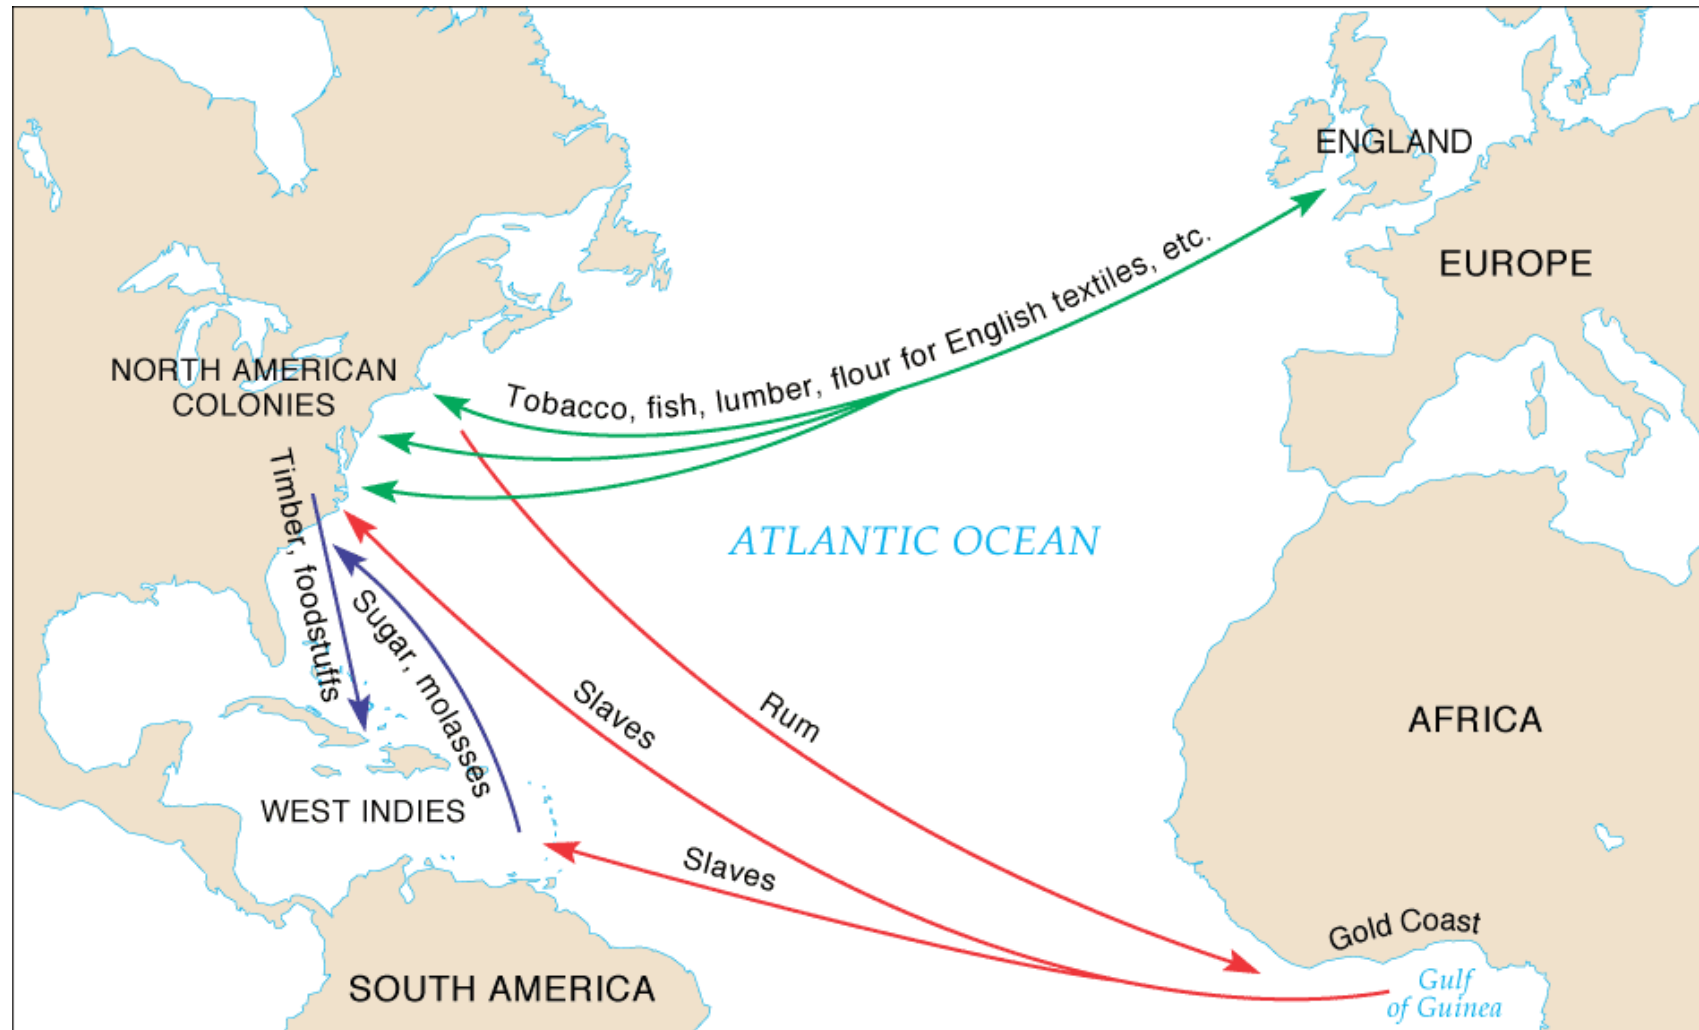 ENGLAND
EUROPE
Tobacco, fish, lumber, flour for English textiles, etc.
NORTH AMERICAN
COLONIES
Timber, foodstuffs
Sugar, molasses
ATLANTIC OCEAN
Slaves
Rum
AFRICA
WEST INDIES
Slaves
Gold Coast
SOUTH AMERICA
Gulf
of Guinea